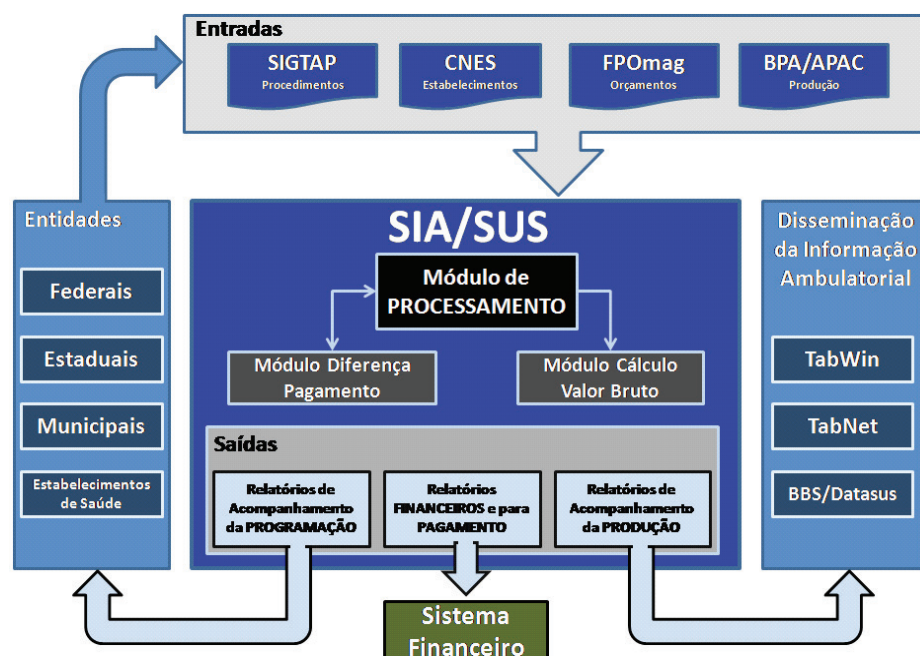 Entradas
SIGTAP
Procedimentos
CNES
Estabelecimentos
FPOmag
Orçamentos
BPA/APAC
Produção
Entidades
Federais
Estaduais
Municipais
Estabelecimentos
de Saúde
SIA/SUS
Módulo de
PROCESSAMENTO
Módulo Diferença
Pagamento
Módulo Cálculo
Valor Bruto
Saídas
Relatórios de
Acompanhamento
da PROGRAMAÇÃO
Relatórios
FINANCEIROS e para
PAGAMENTO
Relatórios de
Acompanhamento
da PRODUÇÃO
Disseminação
da Informação
Ambulatorial
TabWin
TabNet
BBS/Datasus
Sistema
Financeiro